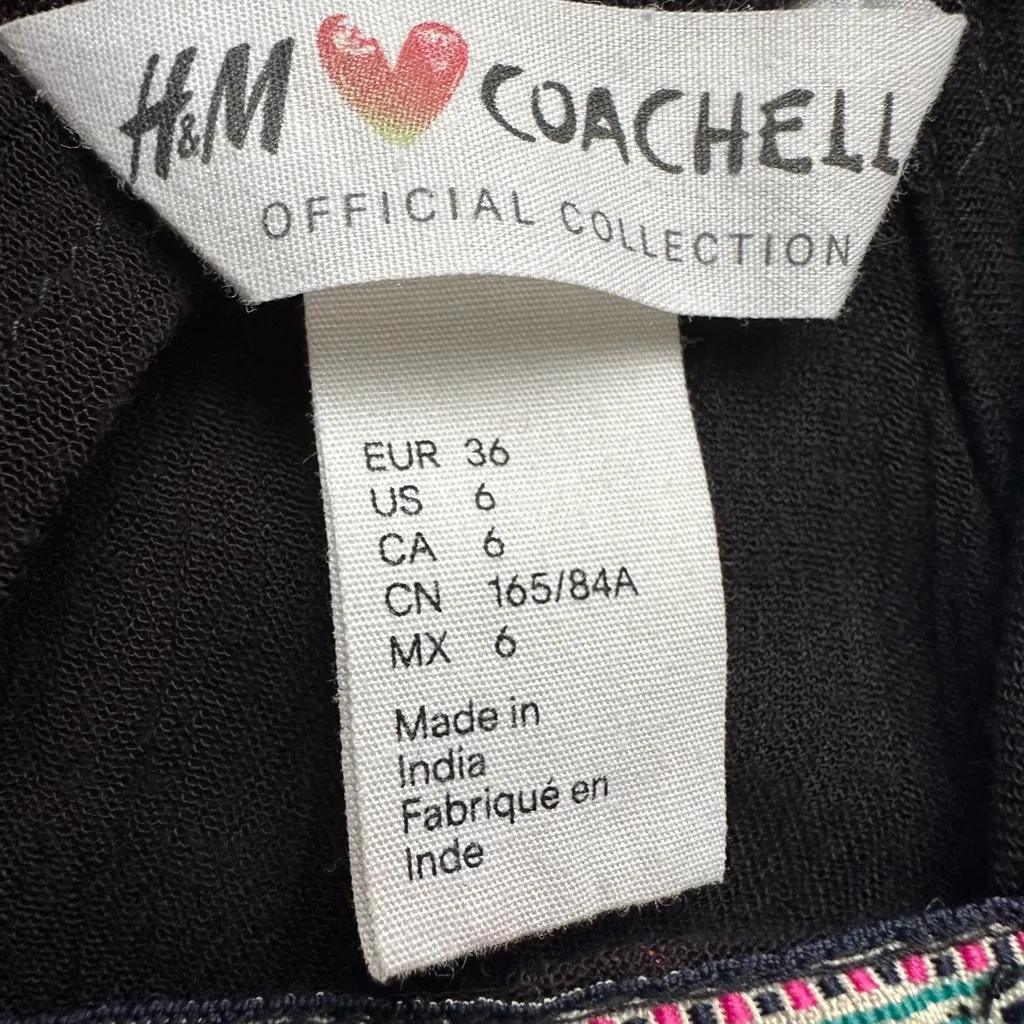 H&M COACHELL
OFFICIAL COLLECTION
EUR 36
US 6
CA 6
CN 165/84A
MX 6
Made in
India
Fabriqué en
Inde